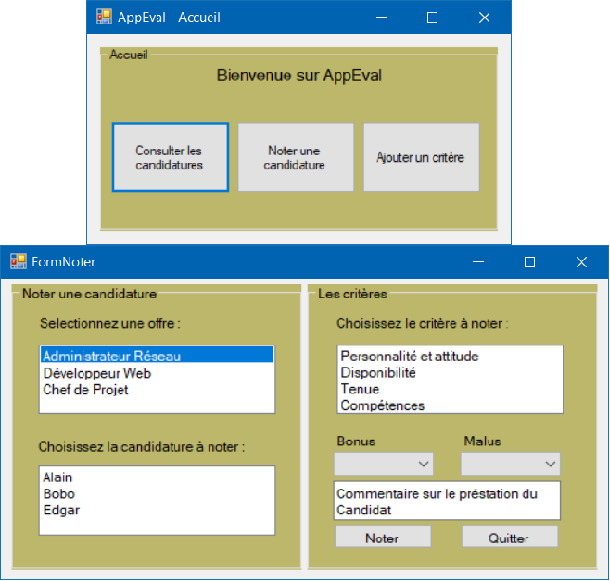 AppEval Accueil
Accueil
Bienvenue sur AppEval
Consulter les
candidatures
Noter une
candidature
Ajouter un critère
FormNoter
Noter une candidature
Selectionnez une offre :
Administrateur Réseau
Développeur Web
Chef de Projet
Choisissez la candidature à noter :
Alain
Bobo
Edgar
Les critères
Choisissez le critère à noter :
Personnalité et attitude
Disponibilité
Tenue
Compétences
Bonus
Malus
Commentaire sur le préstation du
Candidat
Noter
Quitter